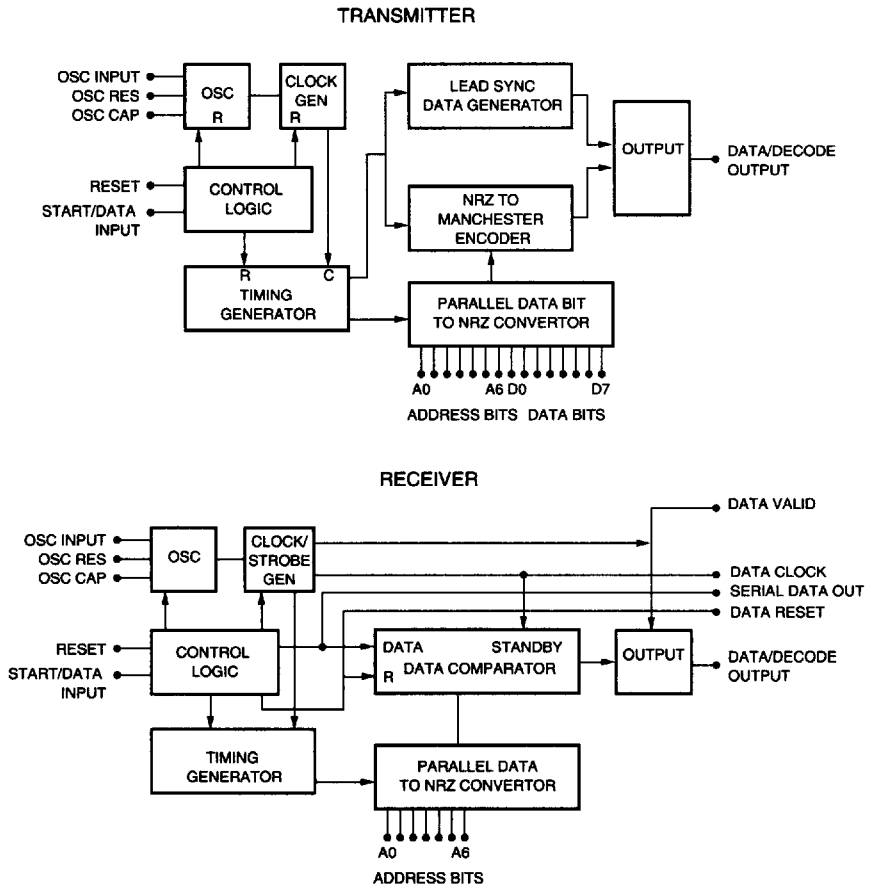 TRANSMITTER
OSC INPUT
OSC RES
OSC CAP
OSC
R
CLOCK
GEN
R
LEAD SYNC
DATA GENERATOR
OUTPUT
DATA/DECODE
OUTPUT
RESET
START/DATA
INPUT
CONTROL
LOGIC
NRZ TO
MANCHESTER
ENCODER
R
C
TIMING
GENERATOR
PARALLEL DATA BIT
TO NRZ CONVERTOR
A0
A6
D0
D7
ADDRESS BITS
DATA BITS
RECEIVER
OSC INPUT
OSC RES
OSC CAP
OSC
CLOCK/
STROBE
GEN
DATA VALID
DATA CLOCK
SERIAL DATA OUT
DATA RESET
RESET
START/DATA
INPUT
CONTROL
LOGIC
DATA
STANDBY
DATA COMPARATOR
R
OUTPUT
DATA/DECODE
OUTPUT
TIMING
GENERATOR
PARALLEL DATA
TO NRZ CONVERTOR
A0
A6
ADDRESS BITS